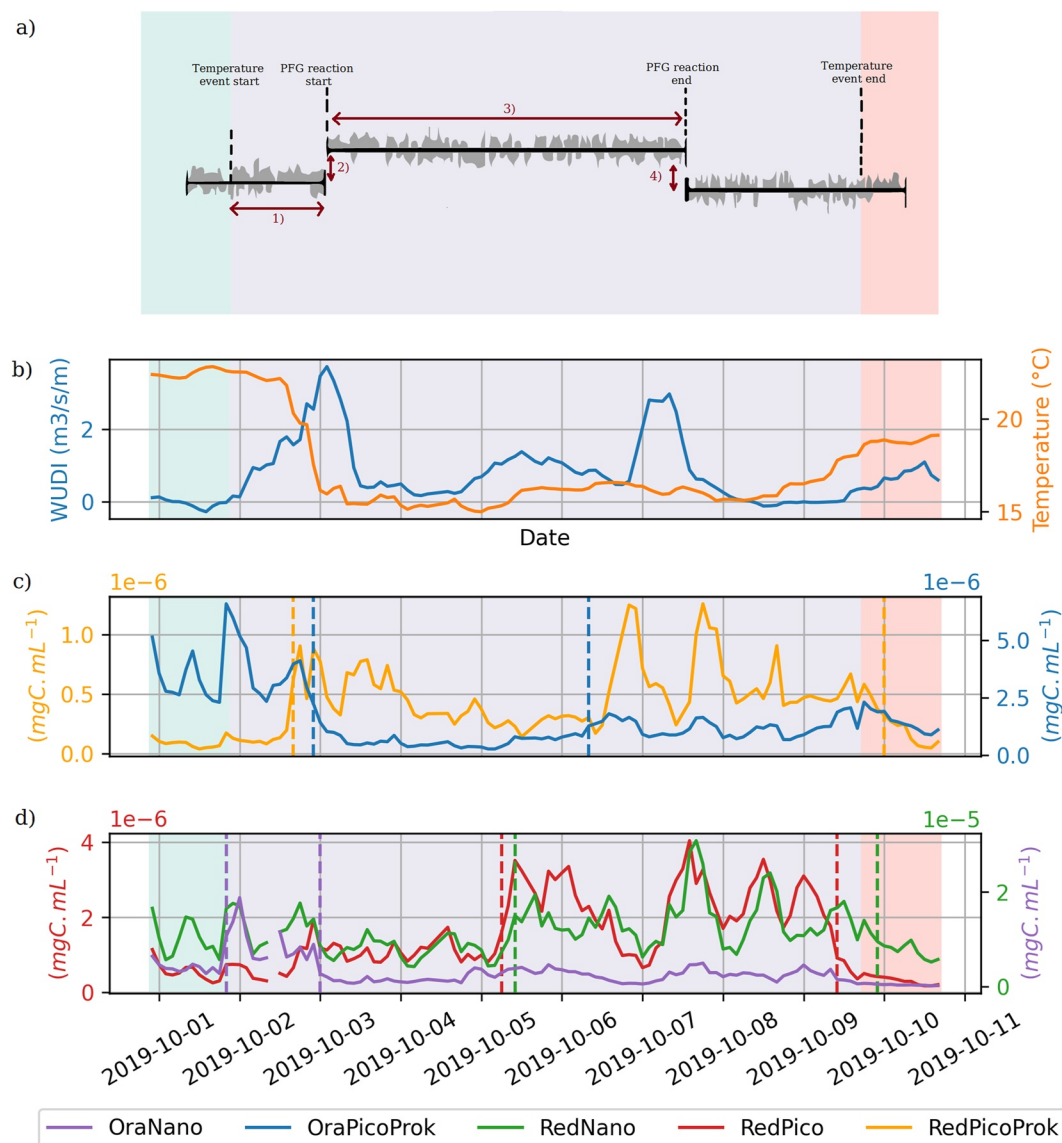 a)
Temperature
event start
PFG reaction
start
PFG reaction
end
Temperature
event end
3)
2)
4)
1)
b)
WUDI (m3/s/m)
2
0
20
15
Temperature (°C)
Date
c)
1e−6
1e−6
(mgC.mL⁻¹)
1.0
0.5
0.0
5.0
2.5
0.0
(mgC.mL⁻¹)
d)
1e−6
1e−5
(mgC.mL⁻¹)
4
2
0
2
0
(mgC.mL⁻¹)
2019-10-01
2019-10-02
2019-10-03
2019-10-04
2019-10-05
2019-10-06
2019-10-07
2019-10-08
2019-10-09
2019-10-10
2019-10-11
OraNano
OraPicoProk
RedNano
RedPico
RedPicoProk